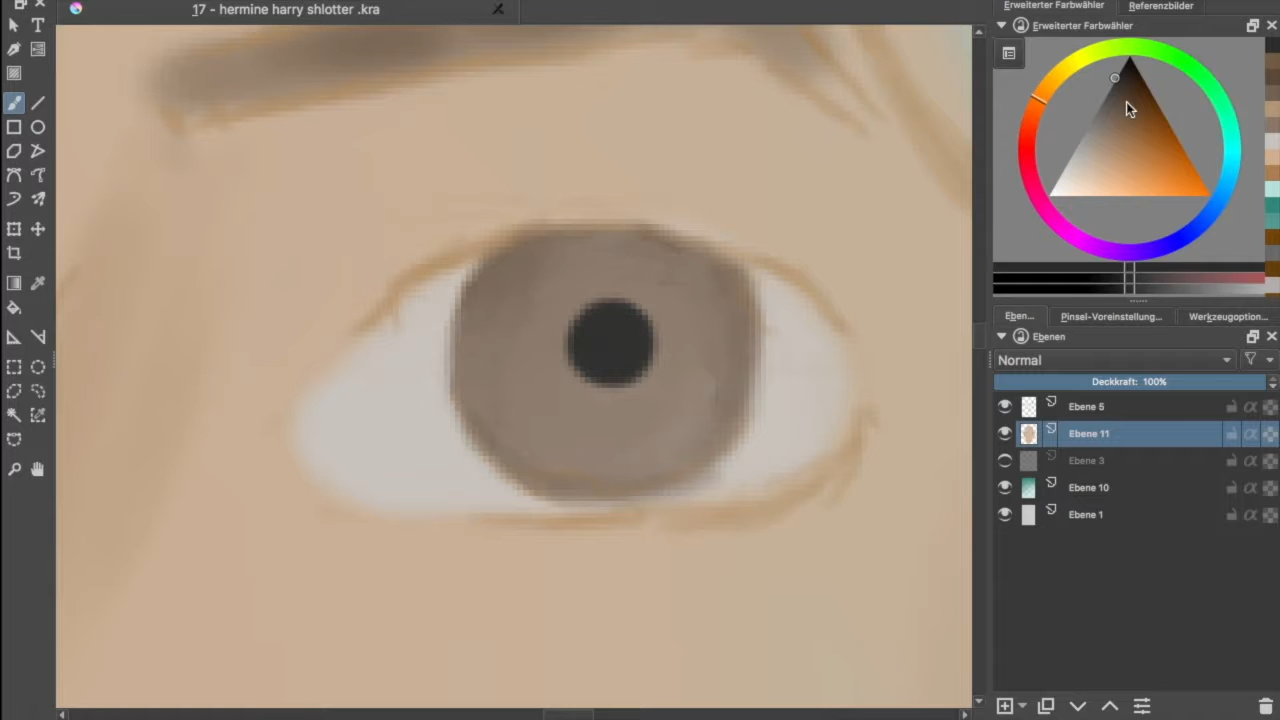 17 - hermine harry shlotter .kra
Erweiterter Farbwähler
Referenzbilder
Erweiterter Farbwähler
Eben...
Pinsel-Voreinstellung...
Werkzeugoption...
Ebenen
Normal
Deckkraft: 100%
Ebene 5
Ebene 11
Ebene 3
Ebene 10
Ebene 1